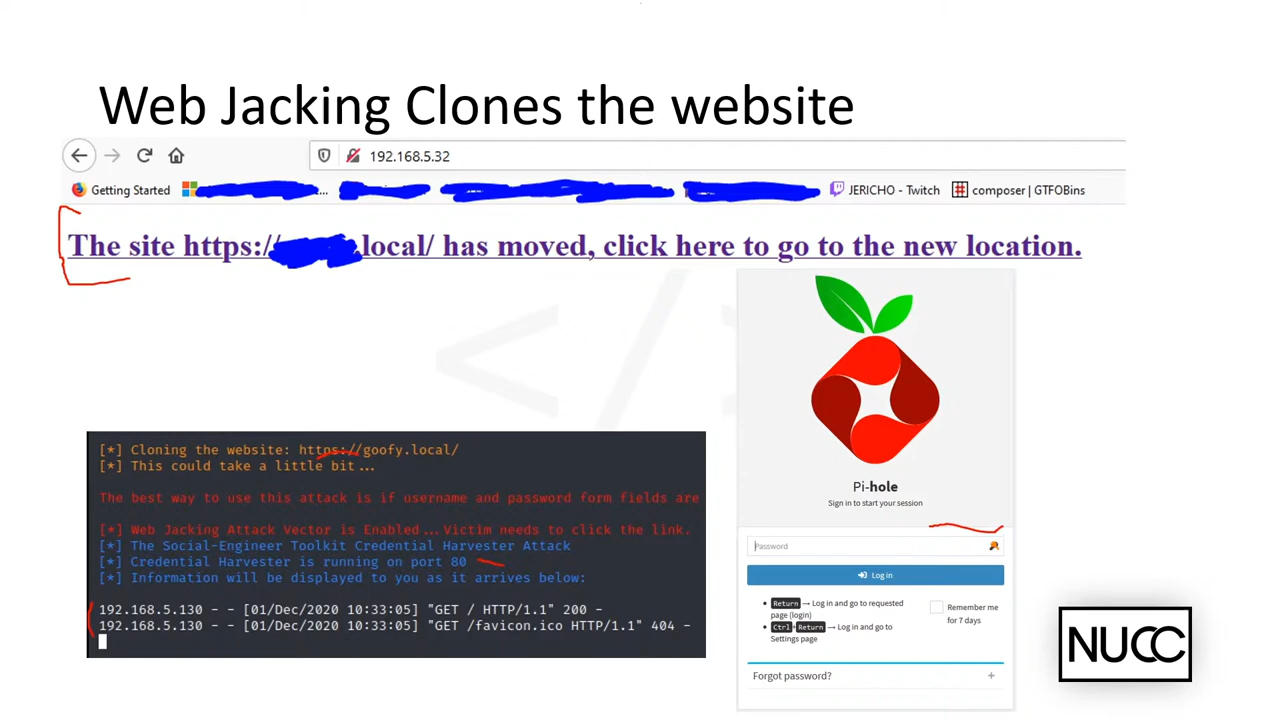 Web Jacking Clones the website
192.168.5.32
Getting Started ... JERICHO - Twitch composer | GTFOBins
The site https:// .local/ has moved, click here to go to the new location.
[*] Cloning the website: https://goofy.local/
[*] This could take a little bit...
The best way to use this attack is if username and password form fields are
[*] Web Jacking Attack Vector is Enabled...Victim needs to click the link.
[*] The Social-Engineer Toolkit Credential Harvester Attack
[*] Credential Harvester is running on port 80
[*] Information will be displayed to you as it arrives below:
192.168.5.130 - - [01/Dec/2020 10:33:05] "GET / HTTP/1.1" 200 -
192.168.5.130 - - [01/Dec/2020 10:33:05] "GET /favicon.ico HTTP/1.1" 404 -
Pi-hole
Sign in to start your session
Password
Log in
Return → Log in and go to requested
page (login)
Ctrl+Return → Log in and go to
Settings page
Remember me
for 7 days
Forgot password?
NUCC